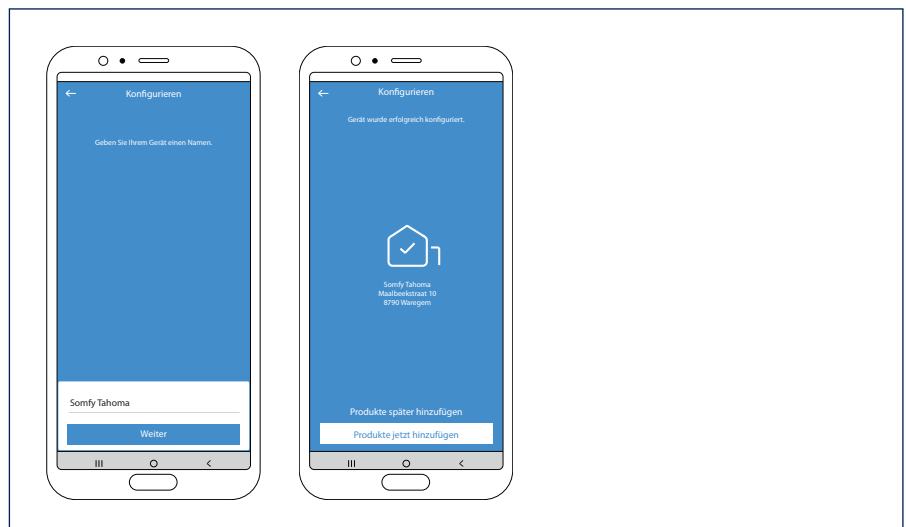 Konfigurieren
Geben Sie Ihrem Gerät einen Namen.
Somfy Tahoma
Weiter
Konfigurieren
Gerät wurde erfolgreich konfiguriert.
Somfy Tahoma
Maalbeekstraat 10
8790 Waregem
Produkte später hinzufügen
Produkte jetzt hinzufügen